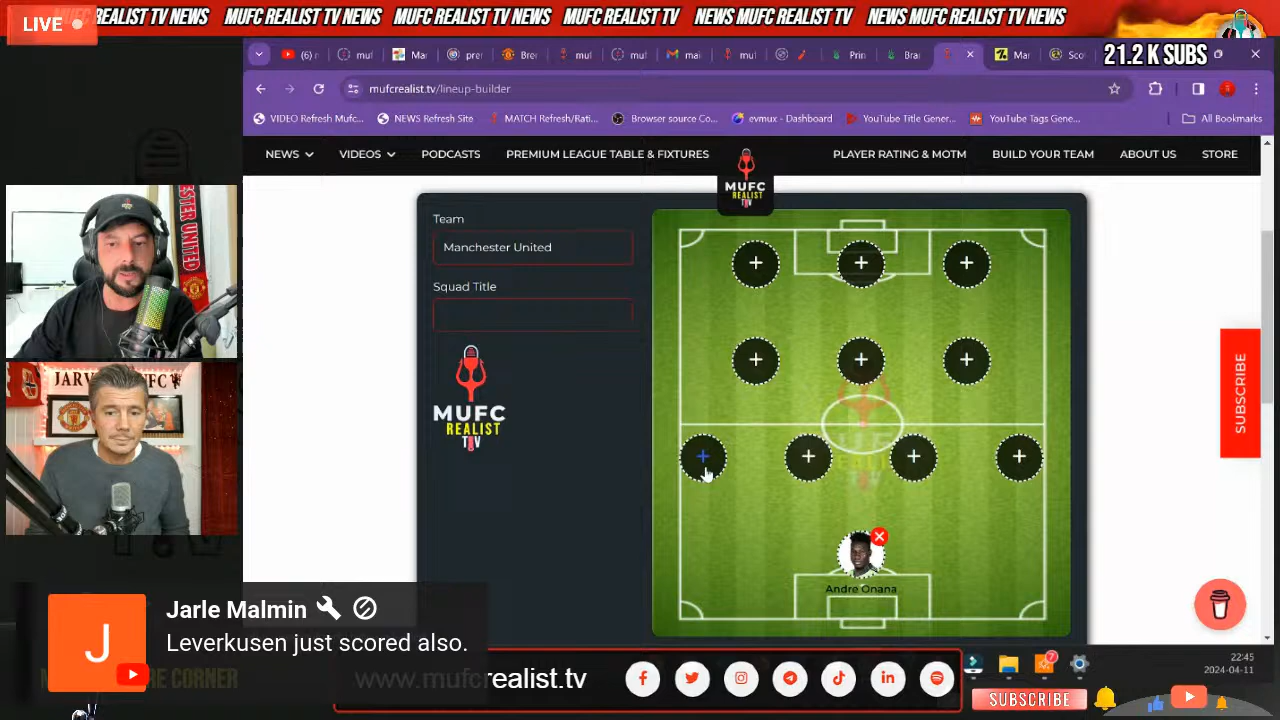 LIVE
REALIST TV NEWS MUFC REALIST TV NEWS MUFC REALIST TV NEWS MUFC REALIST TV NEWS MUFC REALIST TV NEWS MUFC REALIST TV NEWS
21.2 K SUBS
mufcrealist.tv/lineup-builder
VIDEO Refresh Mufc... NEWS Refresh Site MATCH Refresh/Rati... Browser source Co... evmux - Dashboard YouTube Title Gener... YouTube Tags Gene... All Bookmarks
NEWS VIDEOS PODCASTS PREMIUM LEAGUE TABLE & FIXTURES PLAYER RATING & MOTM BUILD YOUR TEAM ABOUT US STORE
MUFC
REALIST
TV
Team
Manchester United
Squad Title
MUFC
REALIST
TV
SUBSCRIBE
Andre Onana
Jarle Malmin
Leverkusen just scored also.
www.mufcrealist.tv
22:45
2024-04-11
SUBSCRIBE